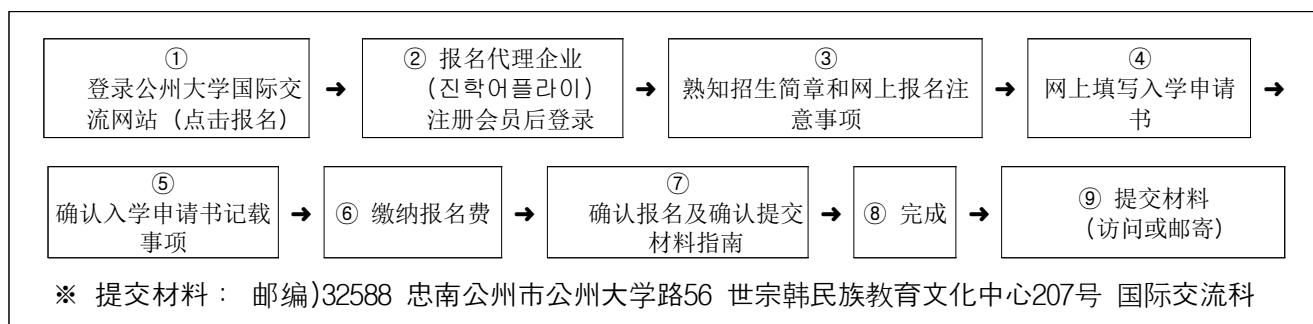 ①
登录公州大学国际交
流网站 (点击报名)
➜
② 报名代理企业
(진학어플라이)
注册会员后登录
➜
③
熟知招生简章和网上报名注
意事项
➜
④
网上填写入学申请
书
➜
⑤
确认入学申请书记载
事项
➜
⑥ 缴纳报名费
➜
⑦
确认报名及确认提交
材料指南
➜
⑧ 完成
➜
⑨ 提交材料
(访问或邮寄)
※ 提交材料： 邮编)32588 忠南公州市公州大学路56 世宗韩民族教育文化中心207号 国际交流科